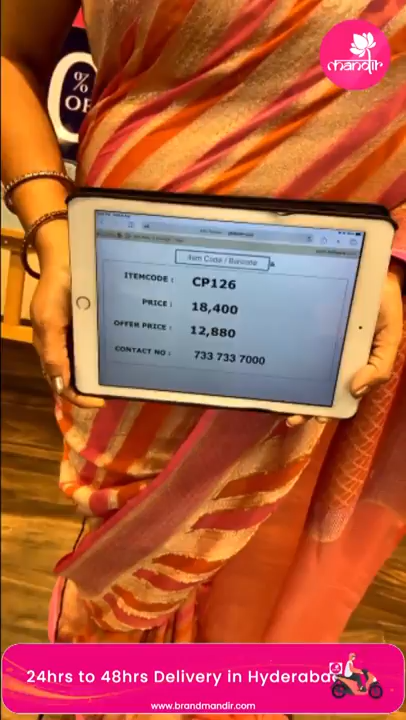 mandir
%
OF
Item Code / Barcode
ITEMCODE : CP126
PRICE : 18,400
OFFER PRICE : 12,880
CONTACT NO : 733 733 7000
24hrs to 48hrs Delivery in Hyderaba
www.brandmandir.com